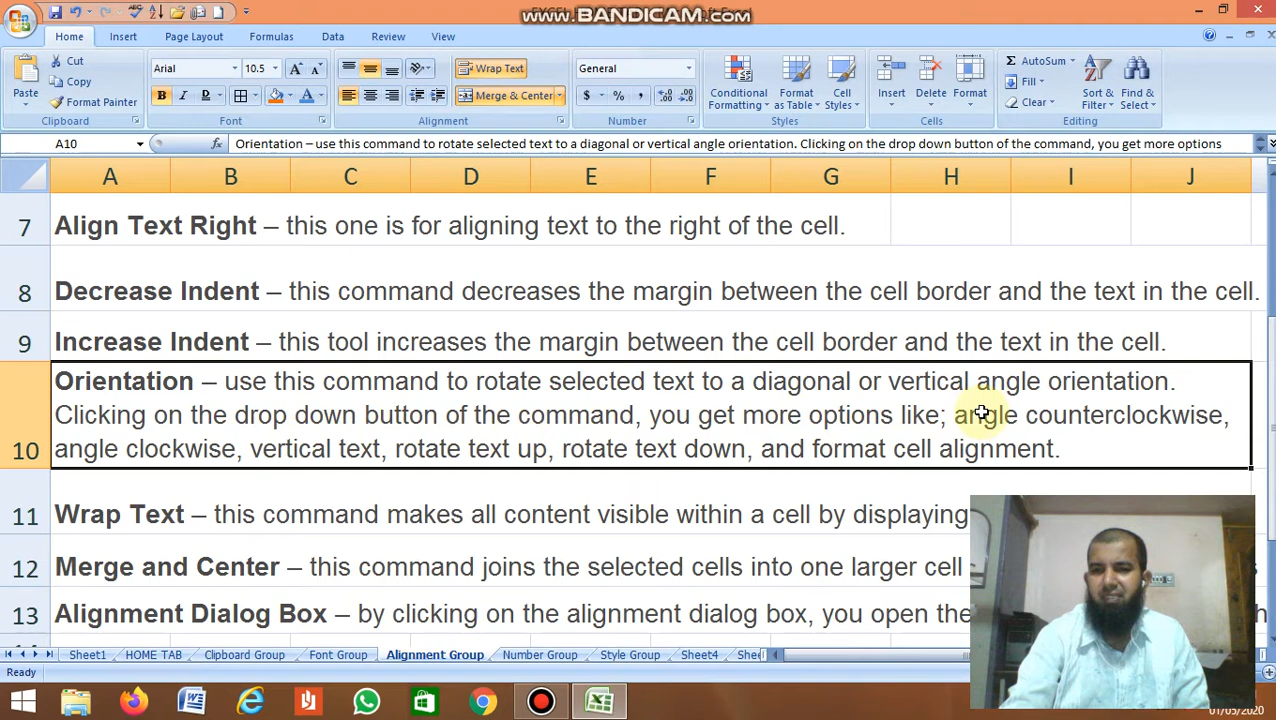 www.BANDICAM.com
Home Insert Page Layout Formulas Data Review View
Paste
Cut
Copy
Format Painter
Clipboard
Arial 10.5
Font
Wrap Text
Merge & Center
Alignment
General
Number
Conditional Formatting
Format as Table
Cell Styles
Styles
Insert Delete Format
Cells
AutoSum
Fill
Clear
Sort & Filter
Find & Select
Editing
A10
fx
Orientation – use this command to rotate selected text to a diagonal or vertical angle orientation. Clicking on the drop down button of the command, you get more options
A B C D E F G H I J
7 Align Text Right – this one is for aligning text to the right of the cell.
8 Decrease Indent – this command decreases the margin between the cell border and the text in the cell.
9 Increase Indent – this tool increases the margin between the cell border and the text in the cell.
10 Orientation – use this command to rotate selected text to a diagonal or vertical angle orientation.
Clicking on the drop down button of the command, you get more options like; angle counterclockwise,
angle clockwise, vertical text, rotate text up, rotate text down, and format cell alignment.
11 Wrap Text – this command makes all content visible within a cell by displaying
12 Merge and Center – this command joins the selected cells into one larger cell
13 Alignment Dialog Box – by clicking on the alignment dialog box, you open the
Sheet1 HOME TAB Clipboard Group Font Group Alignment Group Number Group Style Group Sheet4
Ready
01/05/2020